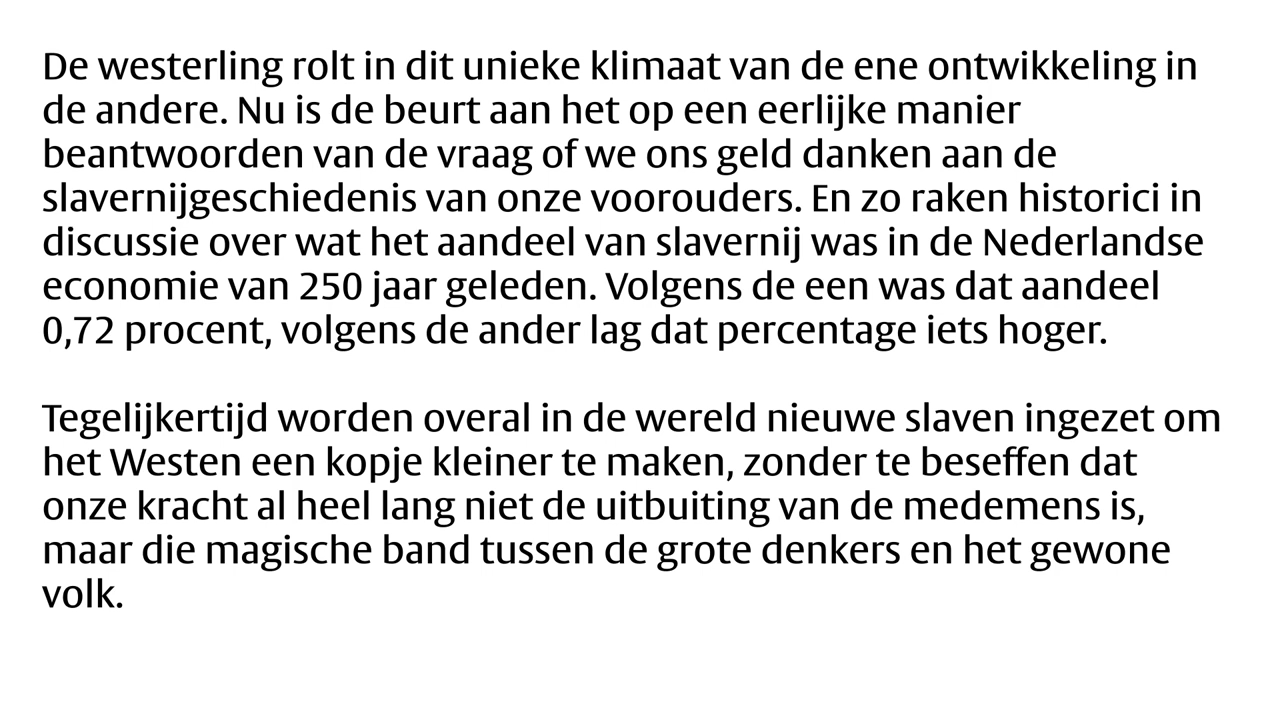 De westerling rolt in dit unieke klimaat van de ene ontwikkeling in
de andere. Nu is de beurt aan het op een eerlijke manier
beantwoorden van de vraag of we ons geld danken aan de
slavernijgeschiedenis van onze voorouders. En zo raken historici in
discussie over wat het aandeel van slavernij was in de Nederlandse
economie van 250 jaar geleden. Volgens de een was dat aandeel
0,72 procent, volgens de ander lag dat percentage iets hoger.

Tegelijkertijd worden overal in de wereld nieuwe slaven ingezet om
het Westen een kopje kleiner te maken, zonder te beseffen dat
onze kracht al heel lang niet de uitbuiting van de medemens is,
maar die magische band tussen de grote denkers en het gewone
volk.